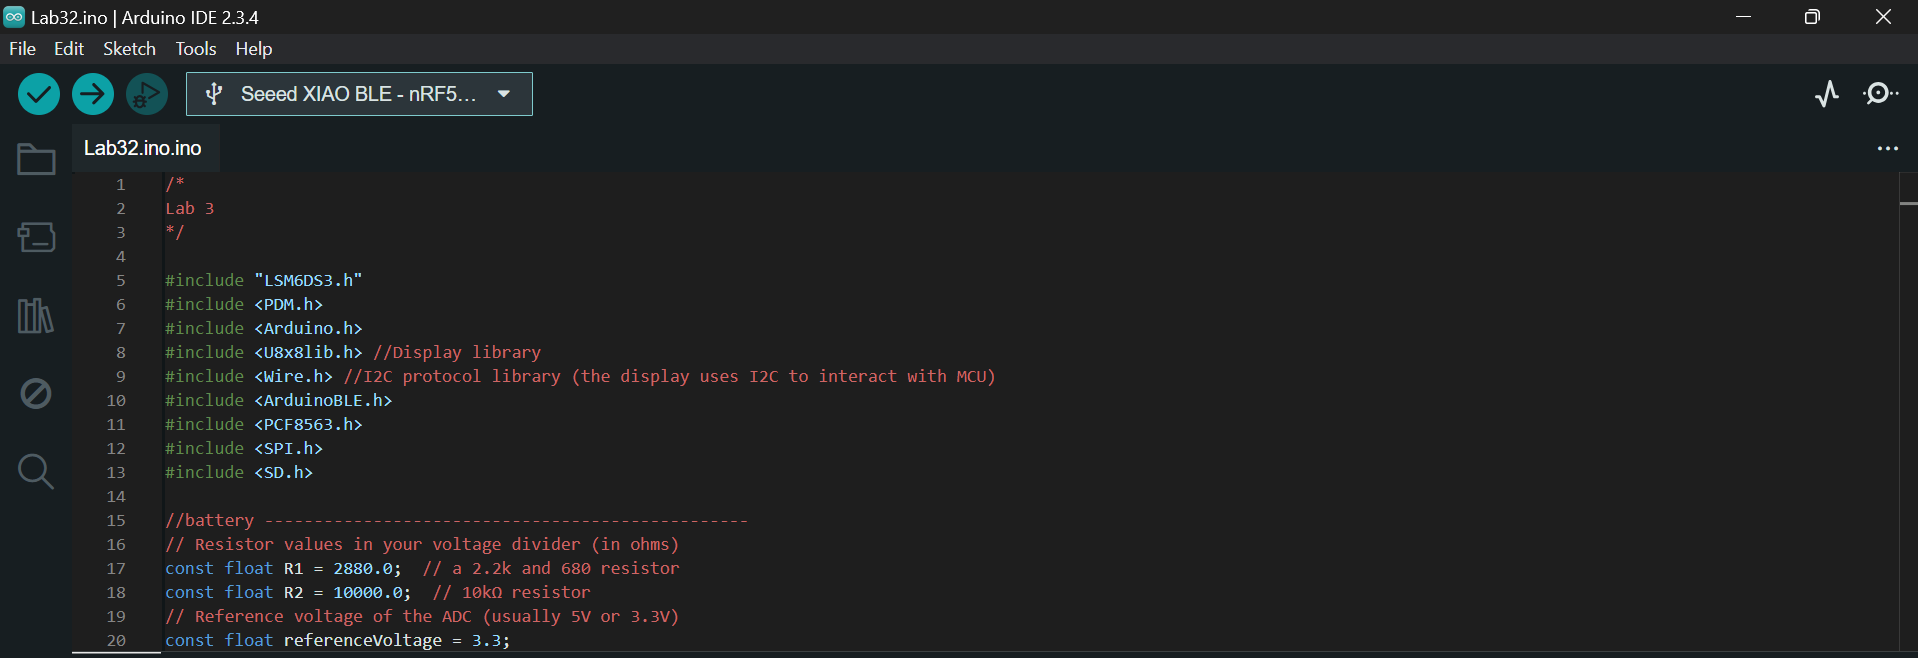 Lab32.ino | Arduino IDE 2.3.4
File Edit Sketch Tools Help
Seeed XIAO BLE - nRF5...
Lab32.ino.ino
1 /*
2 Lab 3
3 */
4
5 #include "LSM6DS3.h"
6 #include <PDM.h>
7 #include <Arduino.h>
8 #include <U8x8lib.h> //Display library
9 #include <Wire.h> //I2C protocol library (the display uses I2C to interact with MCU)
10 #include <ArduinoBLE.h>
11 #include <PCF8563.h>
12 #include <SPI.h>
13 #include <SD.h>
14
15 //battery -------------------------------------------------
16 // Resistor values in your voltage divider (in ohms)
17 const float R1 = 2880.0;  // a 2.2k and 680 resistor
18 const float R2 = 10000.0;  // 10kΩ resistor
19 // Reference voltage of the ADC (usually 5V or 3.3V)
20 const float referenceVoltage = 3.3;